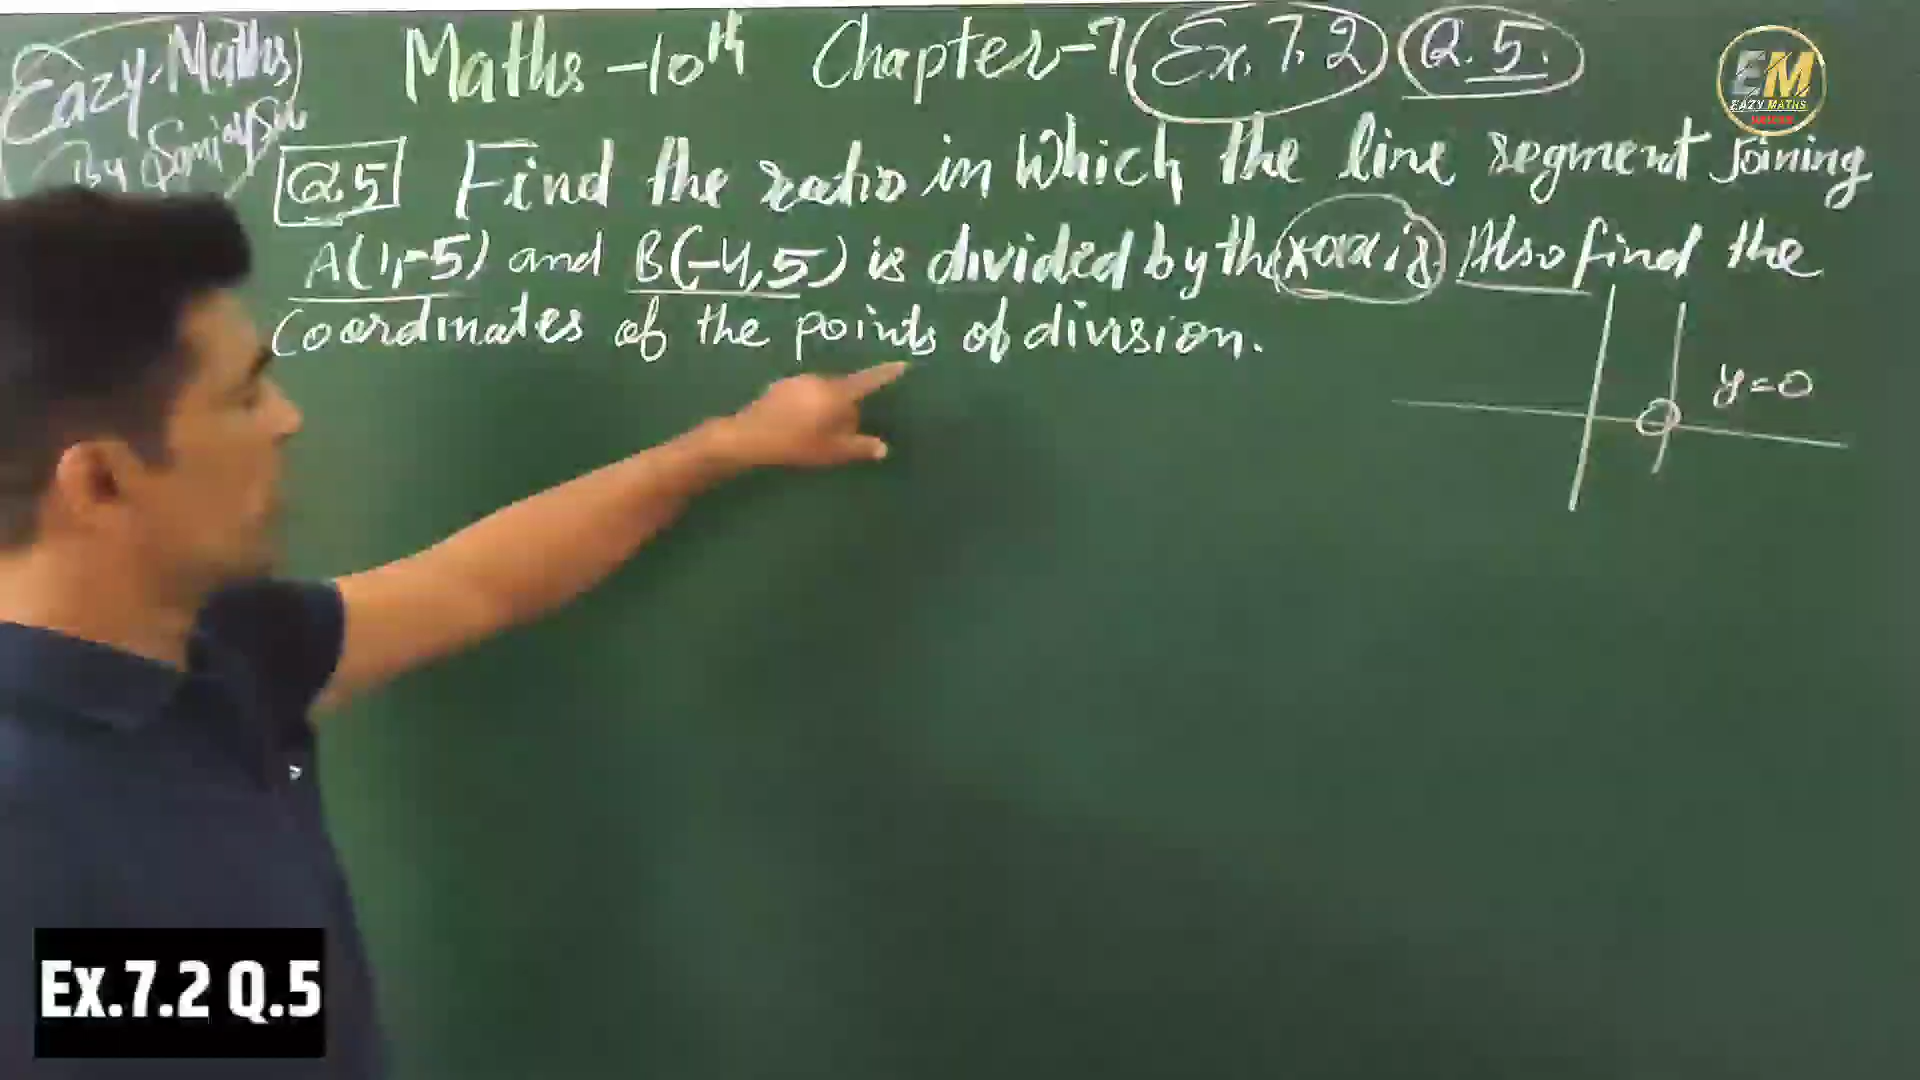 Eazy-Maths
By Sanjay
Maths-10th Chapter-7 Ex. 7.2 Q.5.
EM
EAZY MATHS
Q.5 Find the ratio in which the line segment Joining
A(1,-5) and B(-4,5) is divided by the x-axis. Also find the
Coordinates of the points of division.
y=0
Ex.7.2 Q.5